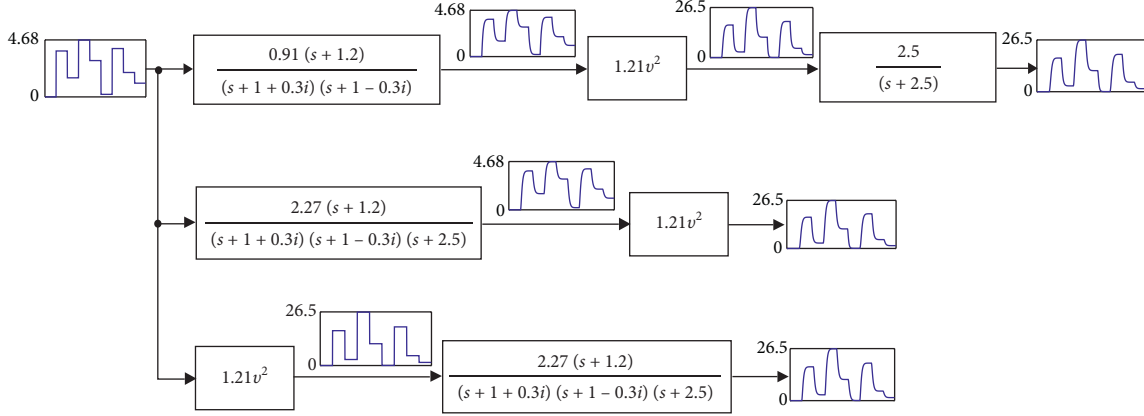 4.68
0
0.91 (s + 1.2)
(s + 1 + 0.3i) (s + 1 – 0.3i)
4.68
0
1.21v²
26.5
0
2.5
(s + 2.5)
26.5
0
2.27 (s + 1.2)
(s + 1 + 0.3i) (s + 1 – 0.3i) (s + 2.5)
4.68
0
1.21v²
26.5
0
1.21v²
26.5
0
2.27 (s + 1.2)
(s + 1 + 0.3i) (s + 1 – 0.3i) (s + 2.5)
26.5
0